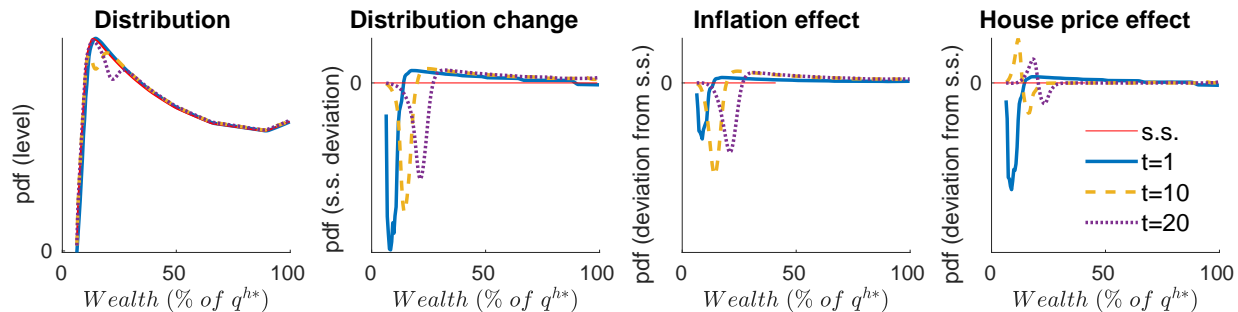 Distribution
Distribution change
Inflation effect
House price effect
pdf (level)
0
0
50
100
Wealth (% of q^{h*})
pdf (s.s. deviation)
0
0
50
100
Wealth (% of q^{h*})
pdf (deviation from s.s.)
0
0
50
100
Wealth (% of q^{h*})
pdf (deviation from s.s.)
0
0
50
100
Wealth (% of q^{h*})
s.s.
t=1
t=10
t=20